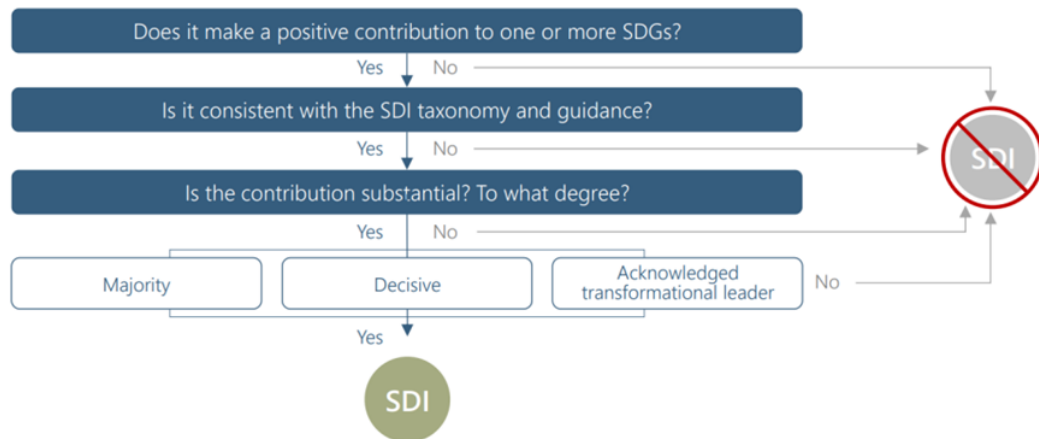 Does it make a positive contribution to one or more SDGs?
Yes No
Is it consistent with the SDI taxonomy and guidance?
Yes No
SDI
Is the contribution substantial? To what degree?
Yes No
Majority
Decisive
Acknowledged
transformational leader
No
Yes
SDI